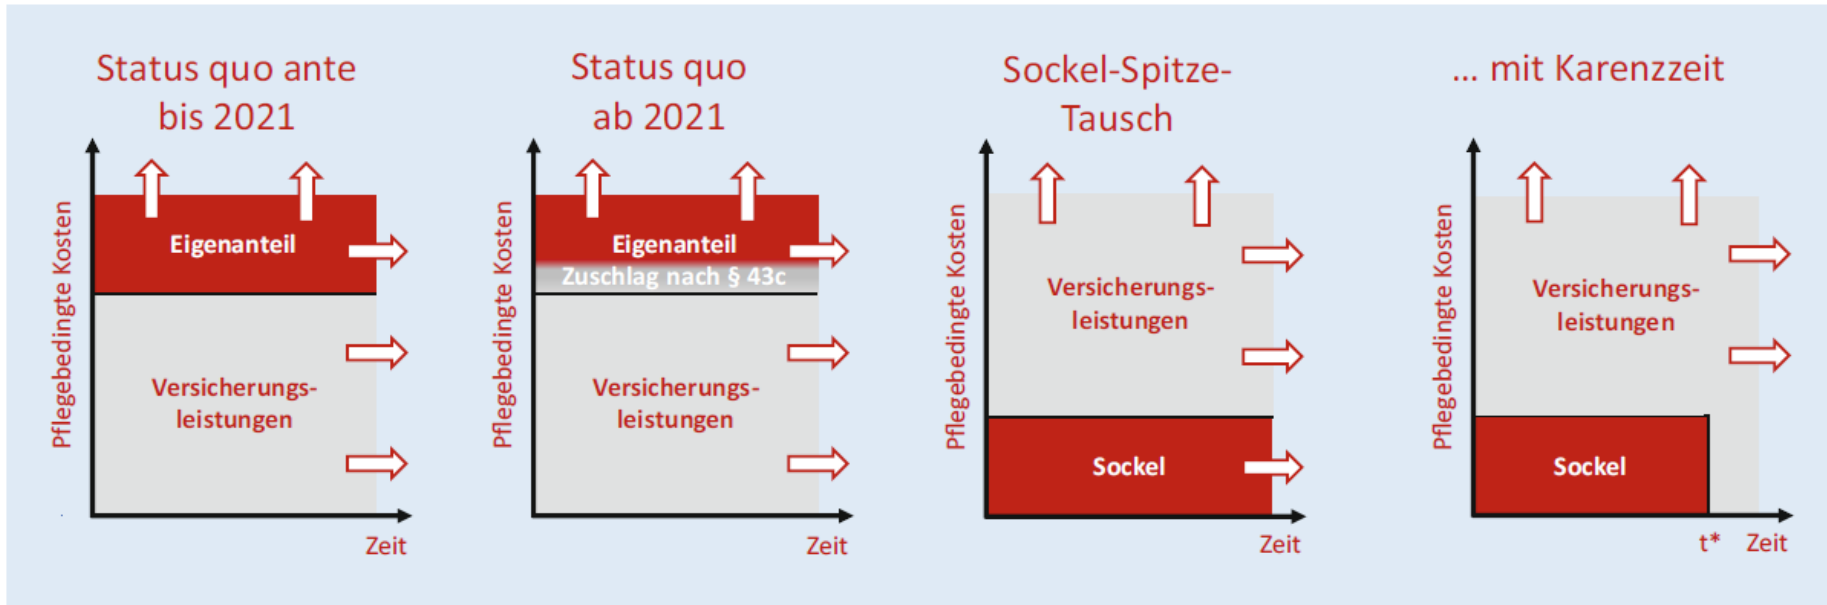 Status quo ante
bis 2021
Pflegebedingte Kosten
Eigenanteil
Versicherungs-
leistungen
Zeit
Status quo
ab 2021
Pflegebedingte Kosten
Eigenanteil
Zuschlag nach § 43c
Versicherungs-
leistungen
Zeit
Sockel-Spitze-
Tausch
Pflegebedingte Kosten
Versicherungs-
leistungen
Sockel
Zeit
... mit Karenzzeit
Pflegebedingte Kosten
Versicherungs-
leistungen
Sockel
t*
Zeit